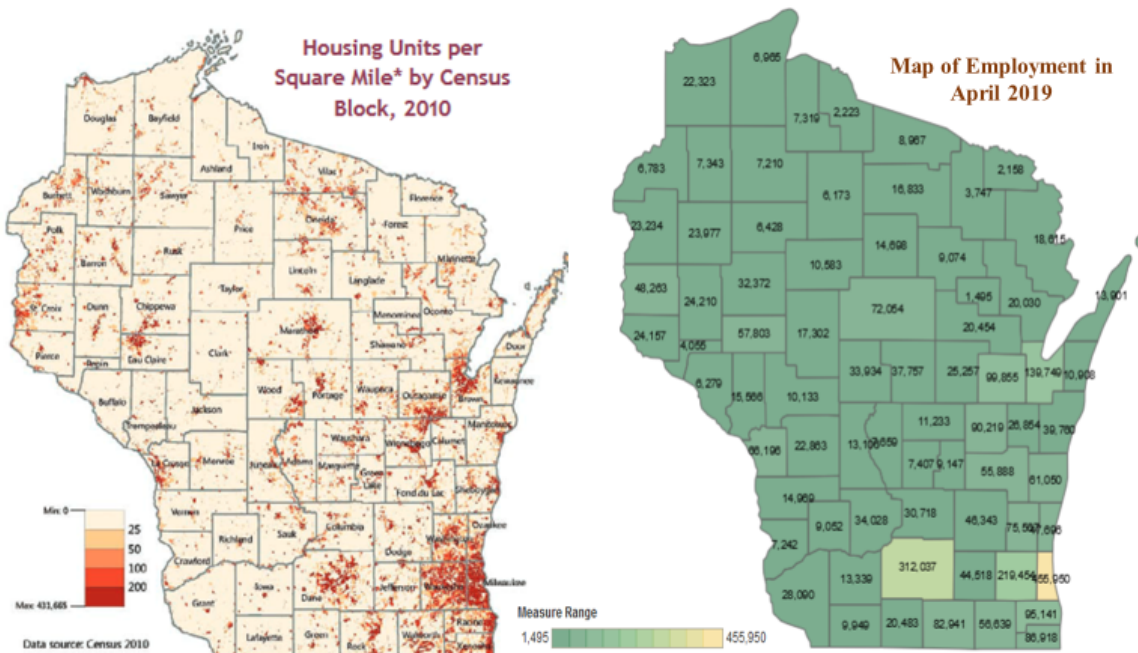 Housing Units per
Square Mile* by Census
Block, 2010
Douglas
Bayfield
Iron
Ashland
Vilas
Burnett
Washburn
Sawyer
Florence
Polk
Price
Oneida
Forest
Rusk
Barron
Marinette
Lincoln
Langlade
Taylor
St. Croix
Dunn
Chippewa
Menominee
Oconto
Marathon
Pierce
Pepin
Eau Claire
Clark
Shawano
Door
Buffalo
Trempealeau
Jackson
Wood
Portage
Waupaca
Outagamie
Brown
Kewaunee
La Crosse
Monroe
Juneau
Adams
Waushara
Winnebago
Calumet
Manitowoc
Marquette
Green
Lake
Fond du Lac
Sheboygan
Vernon
Richland
Sauk
Columbia
Dodge
Washington
Ozaukee
Crawford
Iowa
Dane
Jefferson
Waukesha
Milwaukee
Grant
Lafayette
Green
Rock
Walworth
Racine
Kenosha
Min: 0
25
50
100
200
Max: 431,665
Data source: Census 2010
Map of Employment in
April 2019
22,323
6,965
7,319
2,223
8,967
6,783
7,343
7,210
2,158
6,173
16,833
3,747
23,234
23,977
6,428
14,698
18,615
10,583
9,074
48,263
24,210
32,372
72,054
1,495
20,030
13,901
24,157
4,055
57,803
17,302
20,454
6,279
15,566
10,133
33,934
37,757
25,257
99,855
139,749
10,908
11,233
66,196
22,863
13,100
7,659
90,219
26,854
39,760
7,407
9,147
55,888
61,050
14,969
9,052
34,028
30,718
46,343
7,242
312,037
44,518
219,454
455,950
28,090
13,339
9,949
20,483
82,941
56,639
95,141
86,918
Measure Range
1,495
455,950